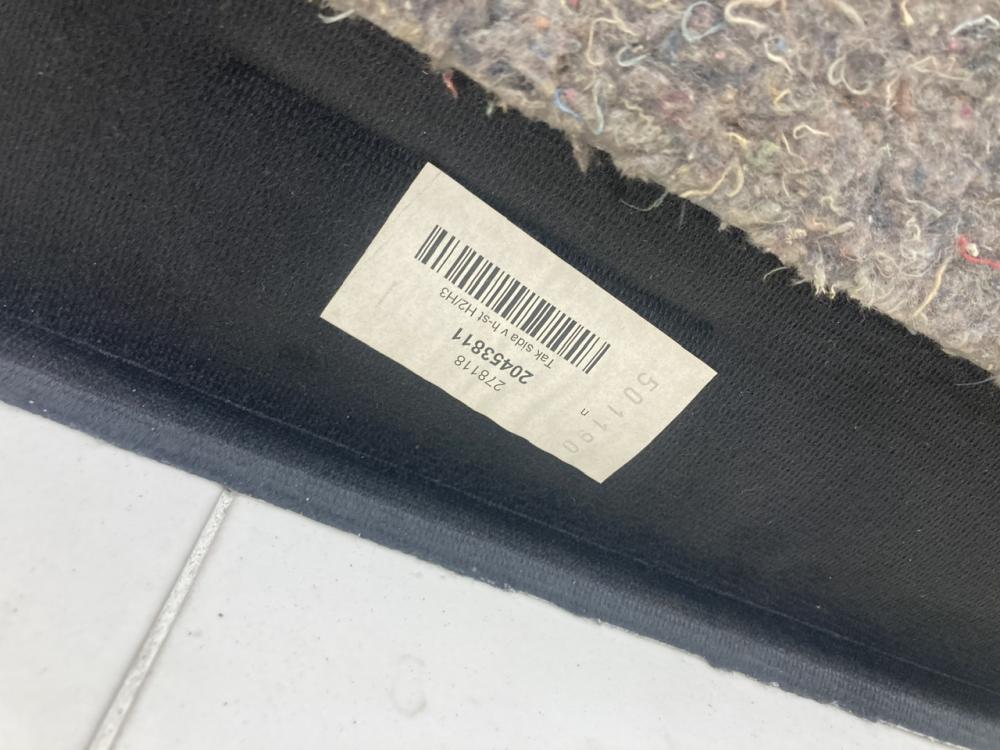 278118
20453811
Tak sida v h-st H2/H3
n
501190